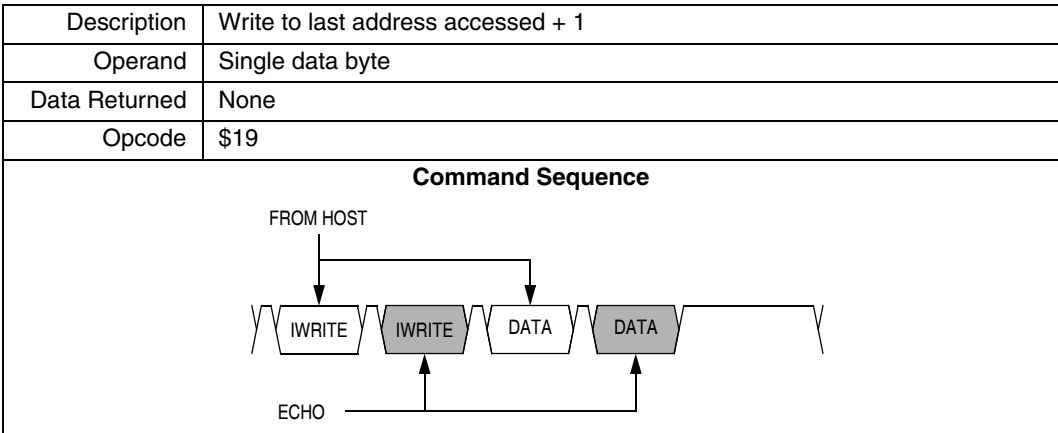 Description Write to last address accessed + 1
Operand Single data byte
Data Returned None
Opcode $19
Command Sequence
FROM HOST
IWRITE IWRITE DATA DATA
ECHO